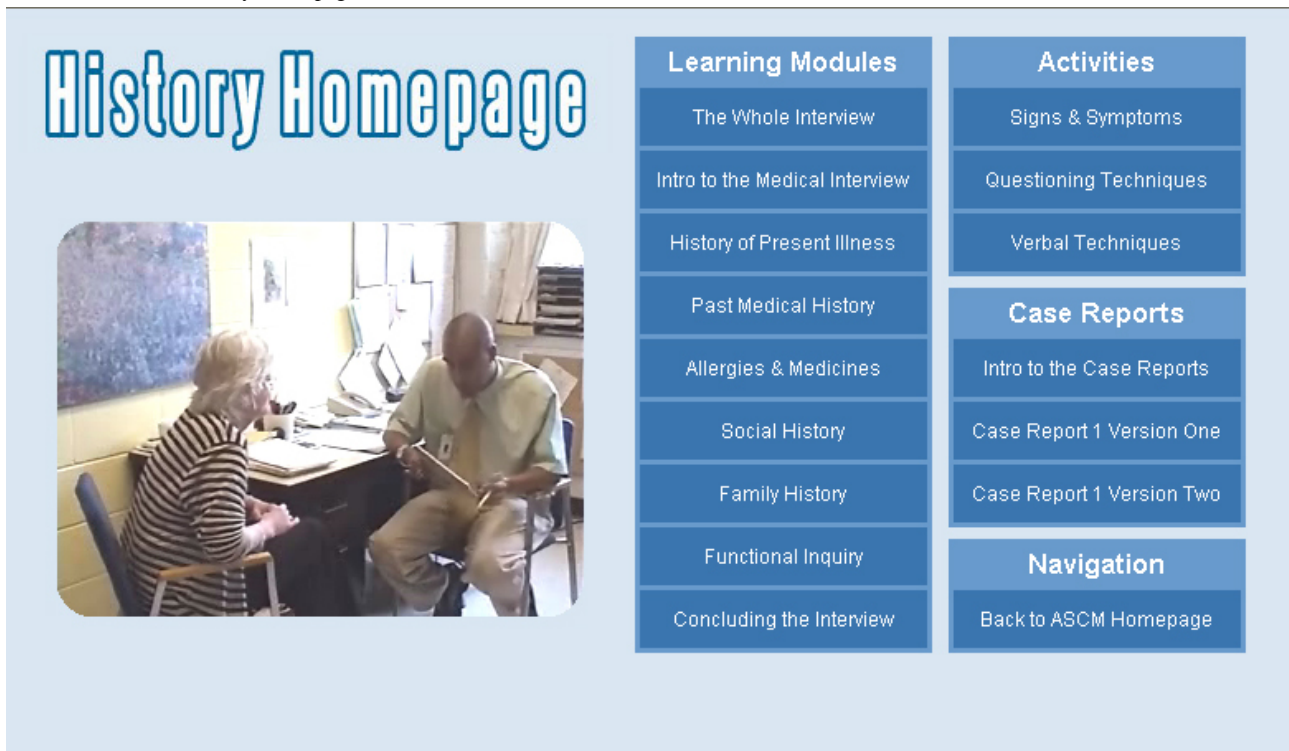 History Homepage
Learning Modules
The Whole Interview
Intro to the Medical Interview
History of Present Illness
Past Medical History
Allergies & Medicines
Social History
Family History
Functional Inquiry
Concluding the Interview
Activities
Signs & Symptoms
Questioning Techniques
Verbal Techniques
Case Reports
Intro to the Case Reports
Case Report 1 Version One
Case Report 1 Version Two
Navigation
Back to ASCM Homepage